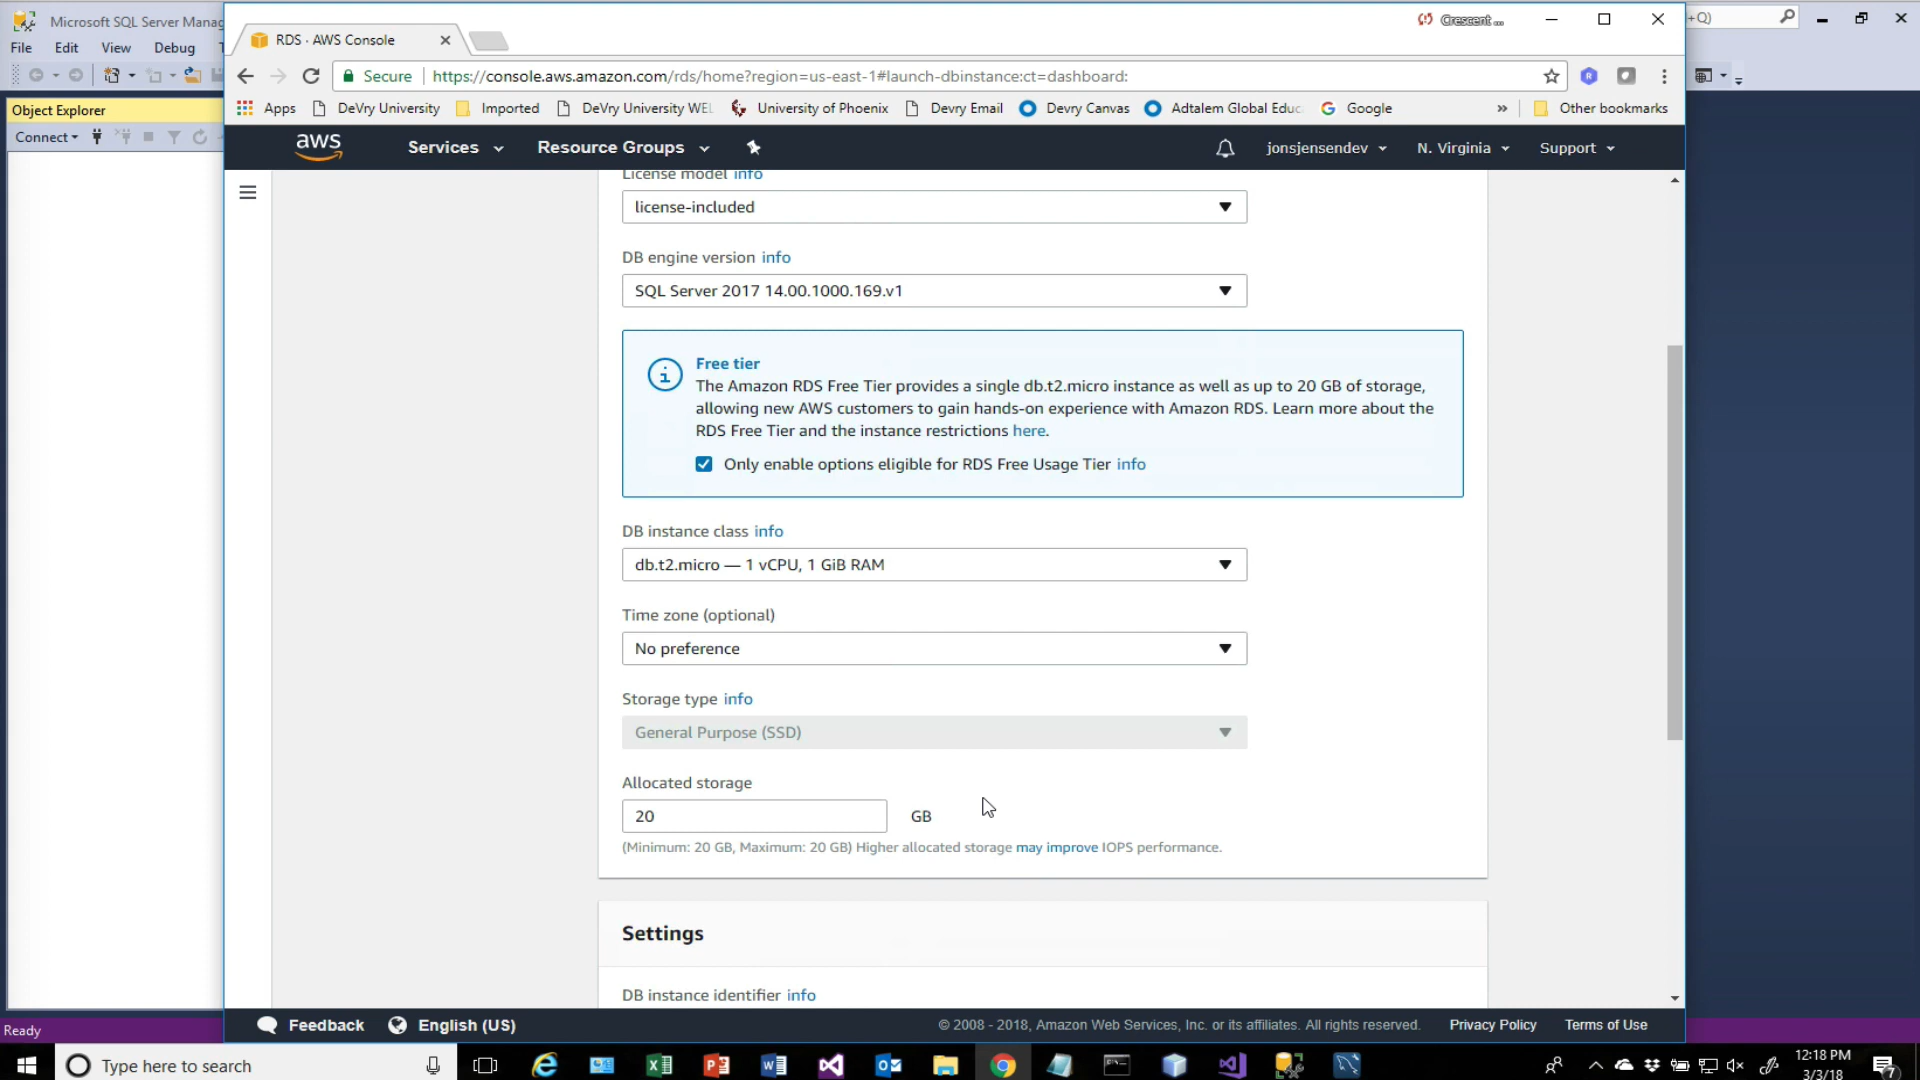 Microsoft SQL Server Manag
RDS · AWS Console
Crescent ...
+Q)
File Edit View Debug
Secure https://console.aws.amazon.com/rds/home?region=us-east-1#launch-dbinstance:ct=dashboard:
Object Explorer
Apps DeVry University Imported DeVry University WEL University of Phoenix Devry Email Devry Canvas Adtalem Global Educ Google » Other bookmarks
Connect
aws Services Resource Groups jonsjensendev N. Virginia Support
License model info
license-included
DB engine version info
SQL Server 2017 14.00.1000.169.v1
Free tier
The Amazon RDS Free Tier provides a single db.t2.micro instance as well as up to 20 GB of storage,
allowing new AWS customers to gain hands-on experience with Amazon RDS. Learn more about the
RDS Free Tier and the instance restrictions here.
Only enable options eligible for RDS Free Usage Tier info
DB instance class info
db.t2.micro — 1 vCPU, 1 GiB RAM
Time zone (optional)
No preference
Storage type info
General Purpose (SSD)
Allocated storage
20 GB
(Minimum: 20 GB, Maximum: 20 GB) Higher allocated storage may improve IOPS performance.
Settings
DB instance identifier info
Feedback English (US) © 2008 - 2018, Amazon Web Services, Inc. or its affiliates. All rights reserved. Privacy Policy Terms of Use
Ready
Type here to search
12:18 PM
3/3/18
7